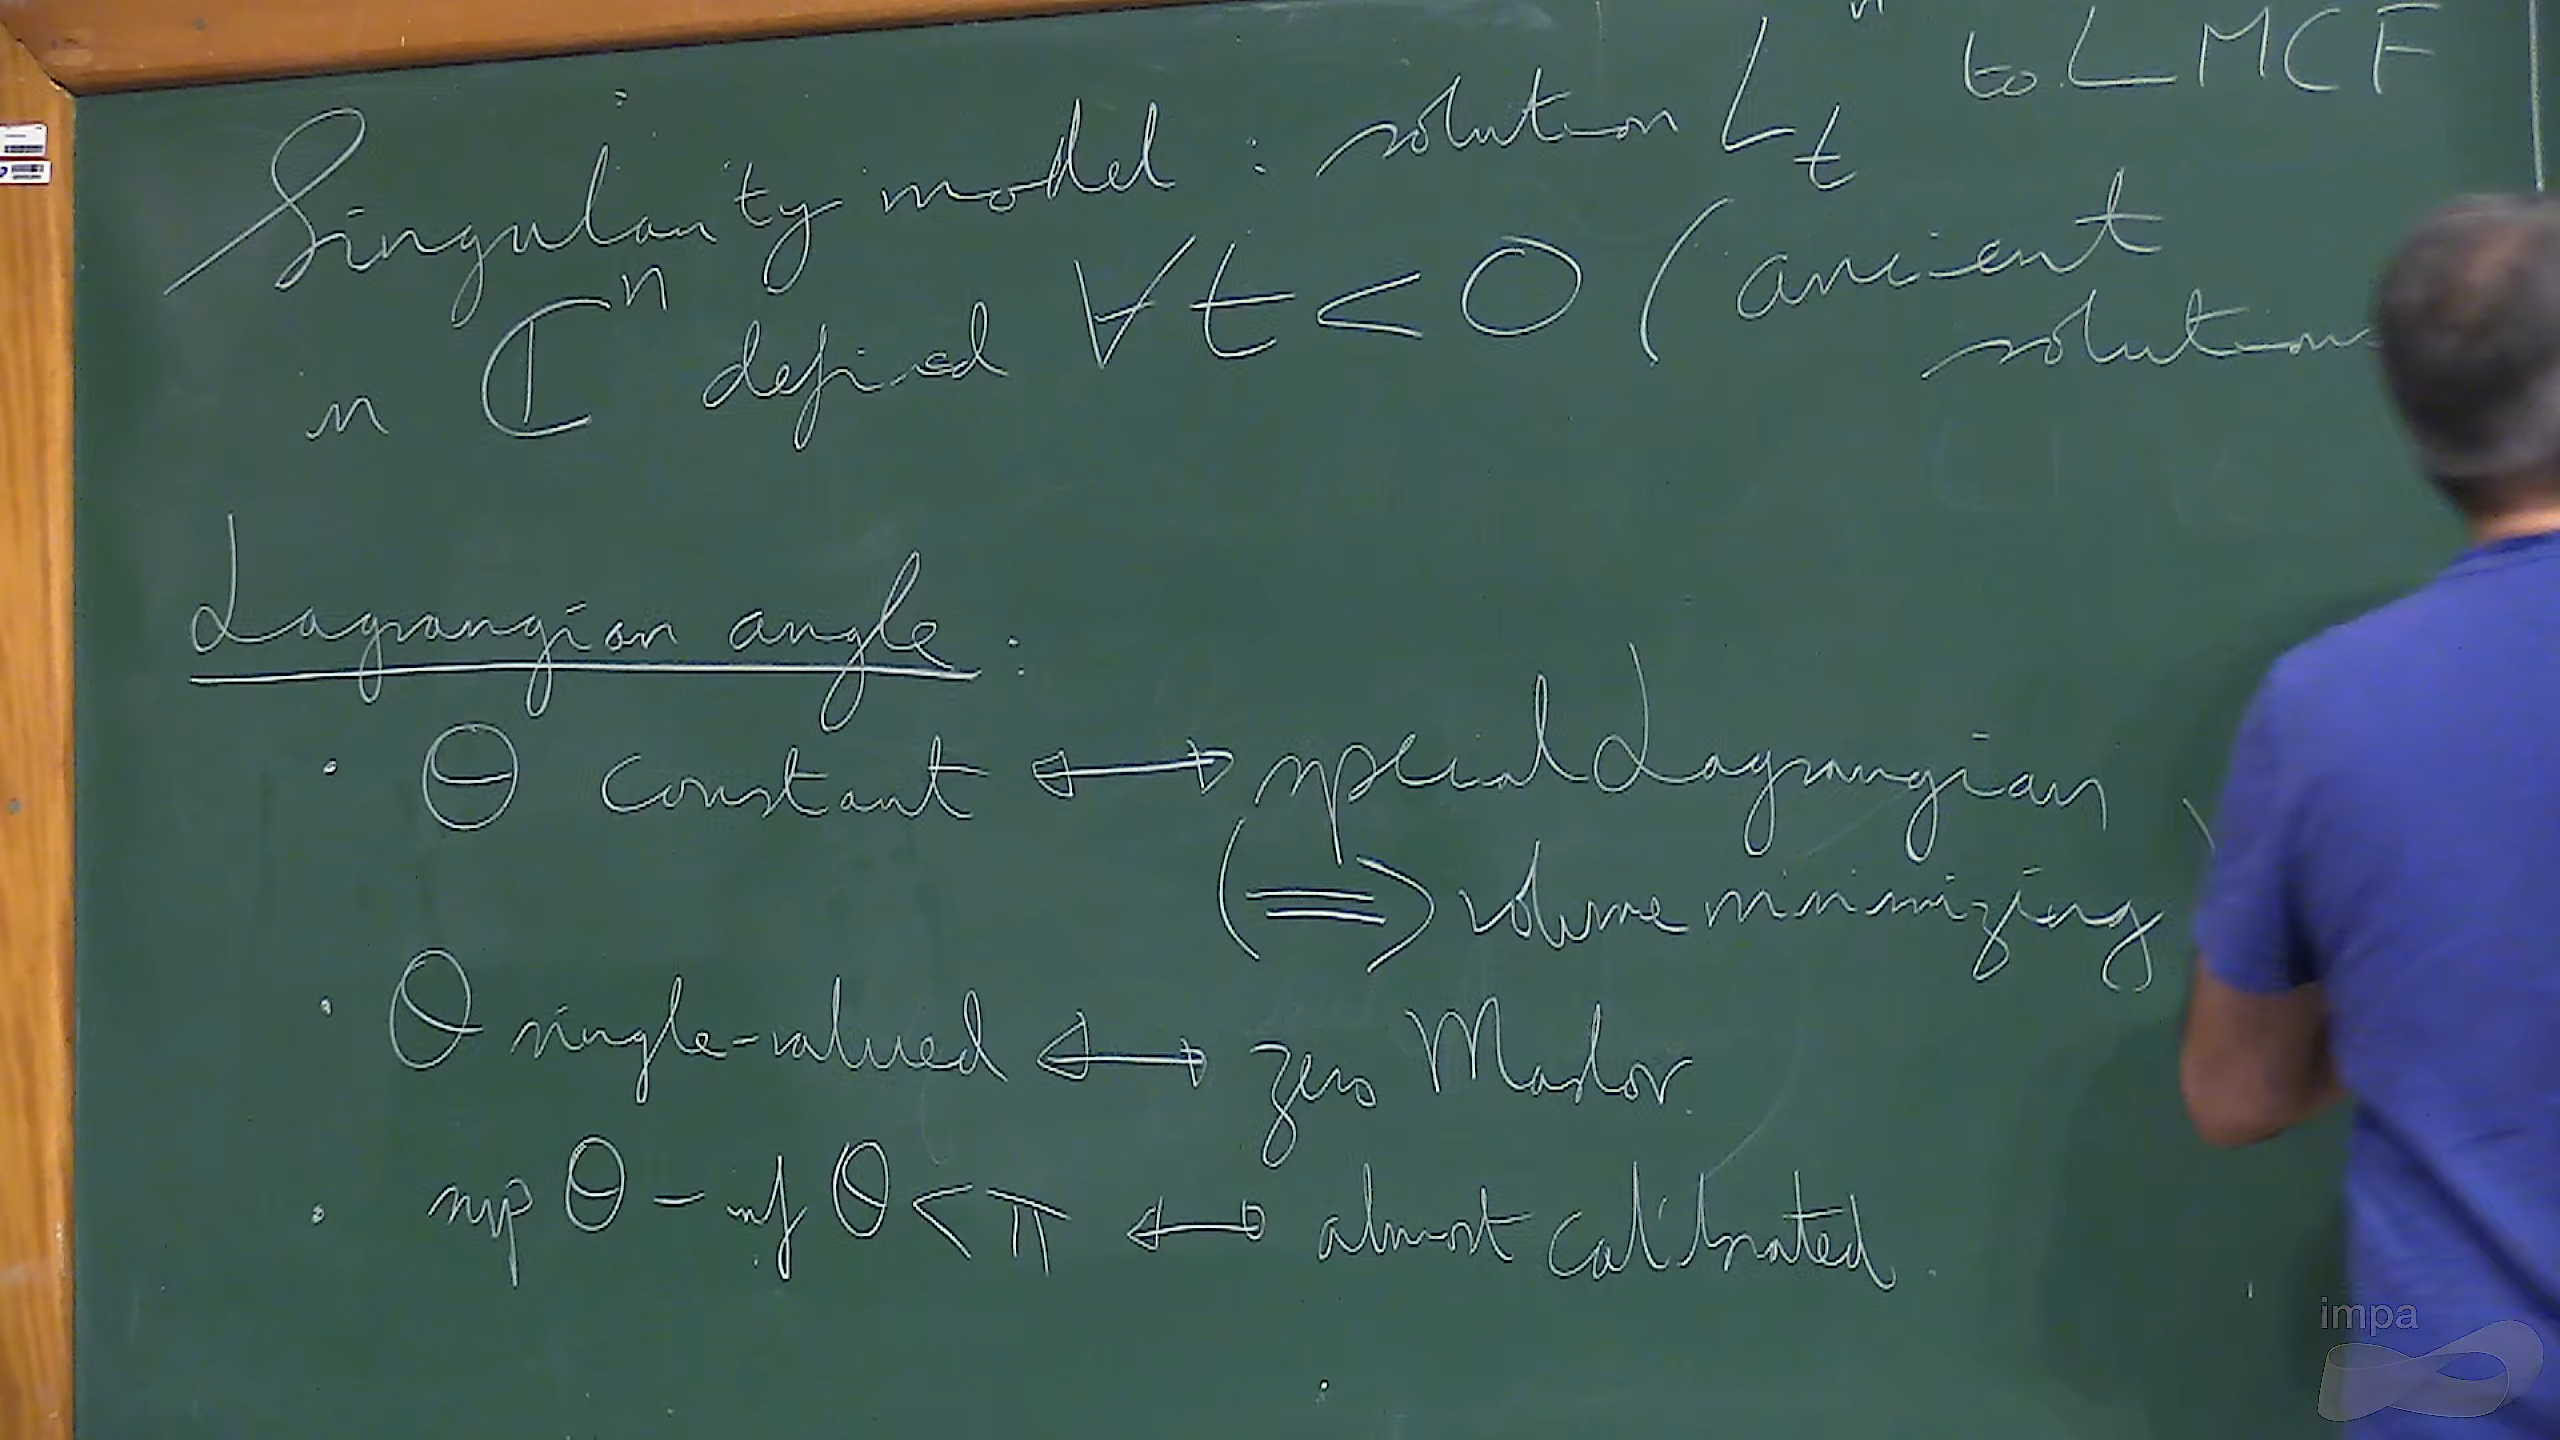 Singularity model : solution L_t^n to LMCF
in ℂ^n defined ∀ t < 0 (ancient
solution
Lagrangian angle :
· θ constant ⟷ special Lagrangian
(⟹ volume minimizing
· θ single-valued ⟷ zero Maslov.
· sup θ - inf θ < π ⟷ almost calibrated.
impa